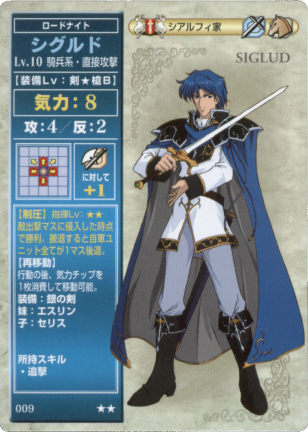 ロードナイト
シグルド
Lv.10 騎兵系・直接攻撃
【装備Lv：剣★槍B】
気力：8
攻:4／反:2
に対して
+1
【制圧】指揮Lv：★★
敵出撃マスに侵入した時点
で勝利。撤退すると自軍ユ
ニット全てが1マス後退。
【再移動】
行動の後、気力チップを
1枚消費して移動可能。
装備：銀の剣
妹：エスリン
子：セリス
所持スキル
・追撃
009
★★
シアルフィ家
SIGLUD